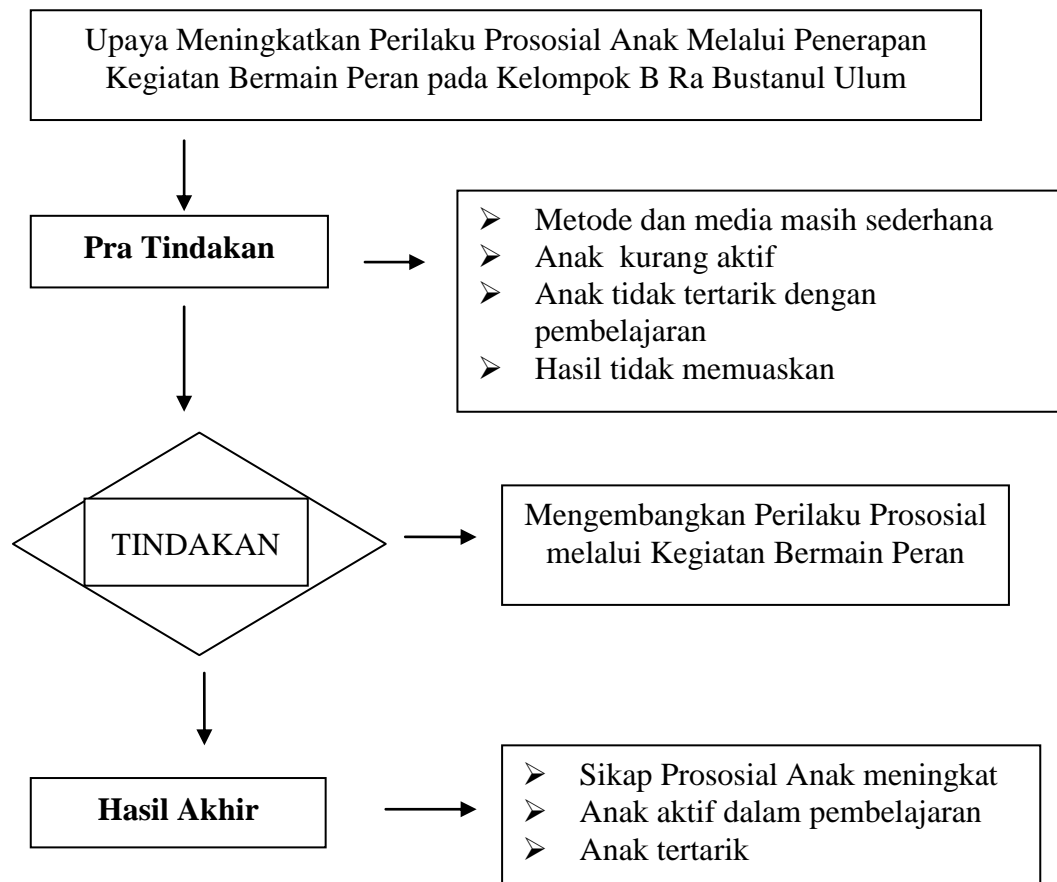 Upaya Meningkatkan Perilaku Prososial Anak Melalui Penerapan
Kegiatan Bermain Peran pada Kelompok B Ra Bustanul Ulum
Pra Tindakan
➢ Metode dan media masih sederhana
➢ Anak kurang aktif
➢ Anak tidak tertarik dengan
pembelajaran
➢ Hasil tidak memuaskan
TINDAKAN
Mengembangkan Perilaku Prososial
melalui Kegiatan Bermain Peran
Hasil Akhir
➢ Sikap Prososial Anak meningkat
➢ Anak aktif dalam pembelajaran
➢ Anak tertarik